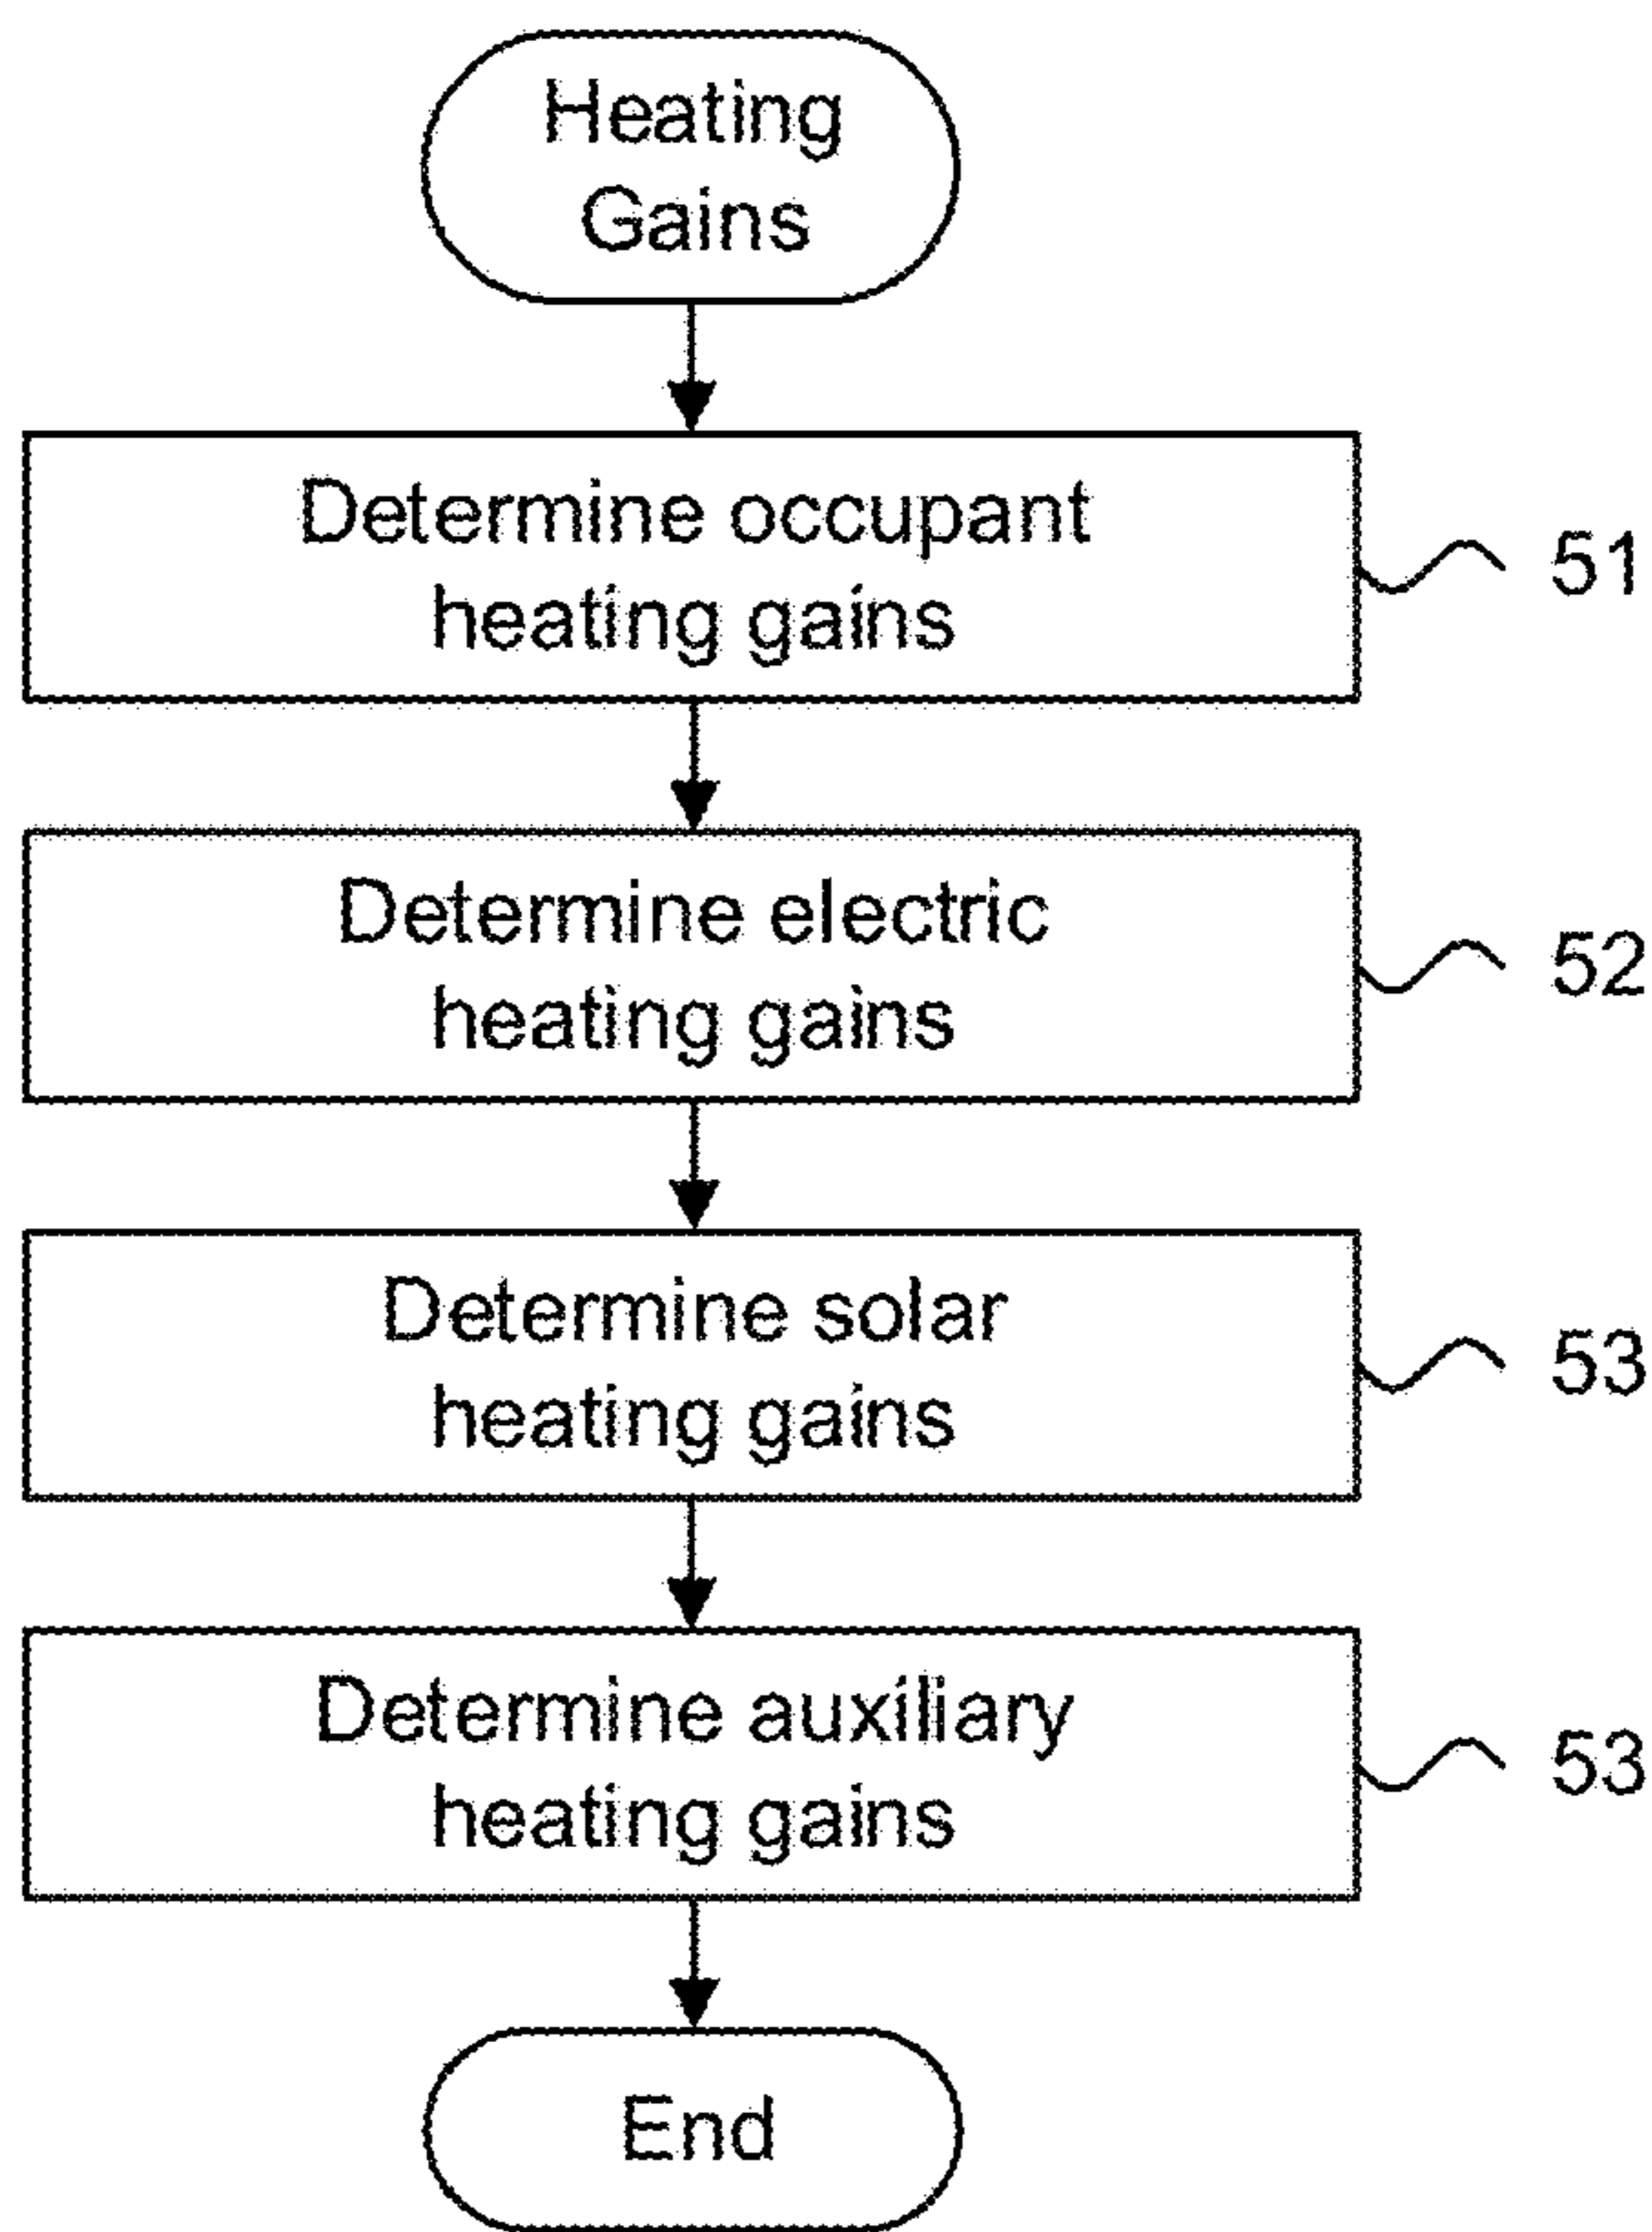 Heating
Gains
Determine occupant
heating gains
51
Determine electric
heating gains
52
Determine solar
heating gains
53
Determine auxiliary
heating gains
53
End